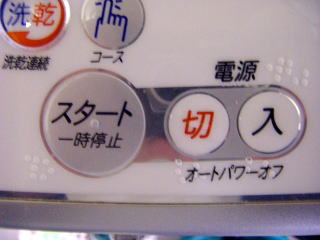 洗乾
洗乾連続
コース
電源
スタート
一時停止
切
入
オートパワーオフ